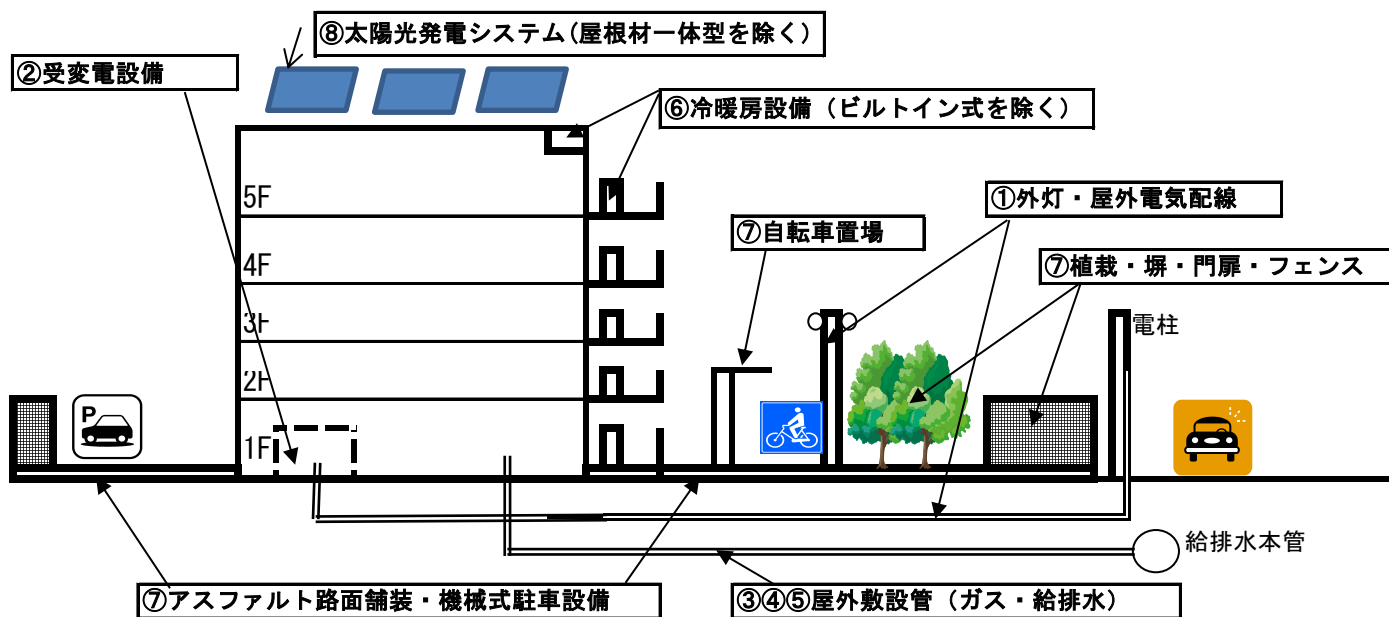 ⑧太陽光発電システム(屋根材一体型を除く)
②受変電設備
⑥冷暖房設備（ビルトイン式を除く）
5F
①外灯・屋外電気配線
⑦自転車置場
4F
⑦植栽・塀・門扉・フェンス
3F
電柱
2F
P
1F
給排水本管
⑦アスファルト路面舗装・機械式駐車設備
③④⑤屋外敷設管（ガス・給排水）